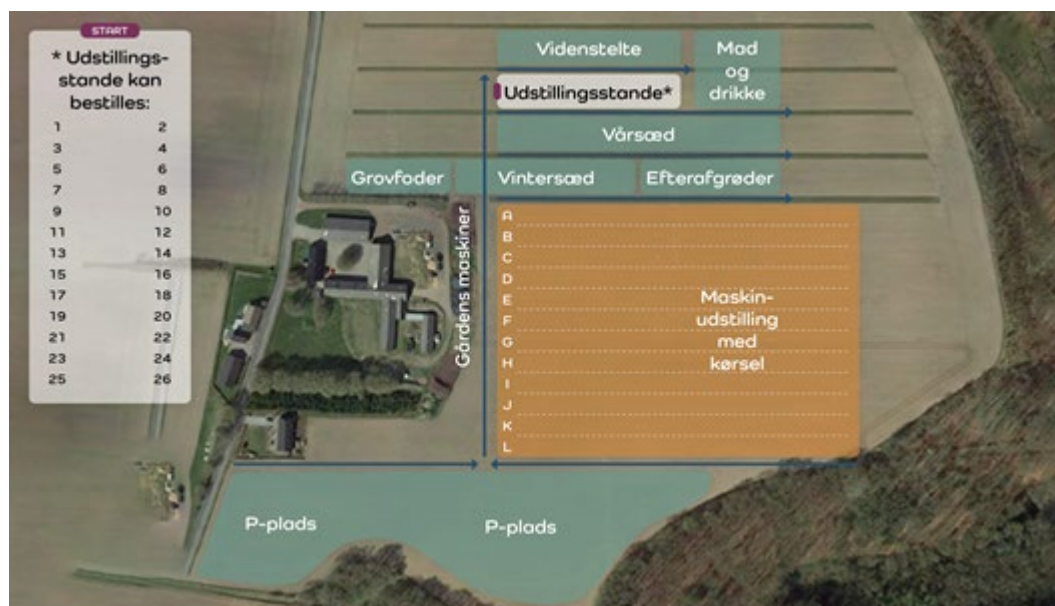 START
* Udstillings-
stande kan
bestilles:
1 2
3 4
5 6
7 8
9 10
11 12
13 14
15 16
17 18
19 20
21 22
23 24
25 26
Videnstelte
Mad
og
drikke
Udstillingsstande*
Vårsæd
Grovfoder
Vintersæd
Efterafgrøder
Gårdens maskiner
A
B
C
D
E
F
G
H
I
J
K
L
Maskin-
udstilling
med
kørsel
P-plads
P-plads